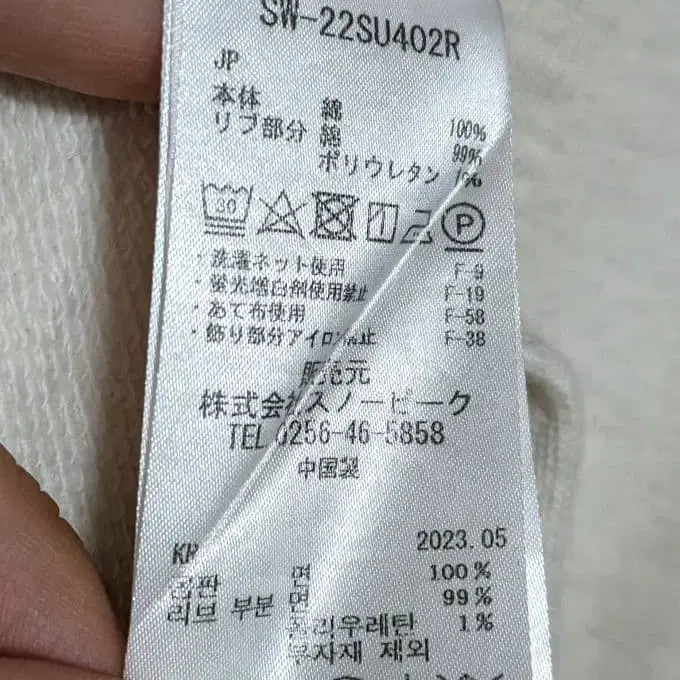 SW-22SU402R
JP
本体 綿 100%
リブ部分 綿 99%
ポリウレタン 1%
30 P
・洗濯ネット使用 F-9
・蛍光増白剤使用禁止 F-19
・あて布使用 F-58
・飾り部分アイロン禁止 F-38
販売元
株式会社スノーピーク
TEL 0256-46-5858
中国製
2023.05
KR
면 100%
리브 부분 면 99%
폴리우레탄 1%
부자재 제외